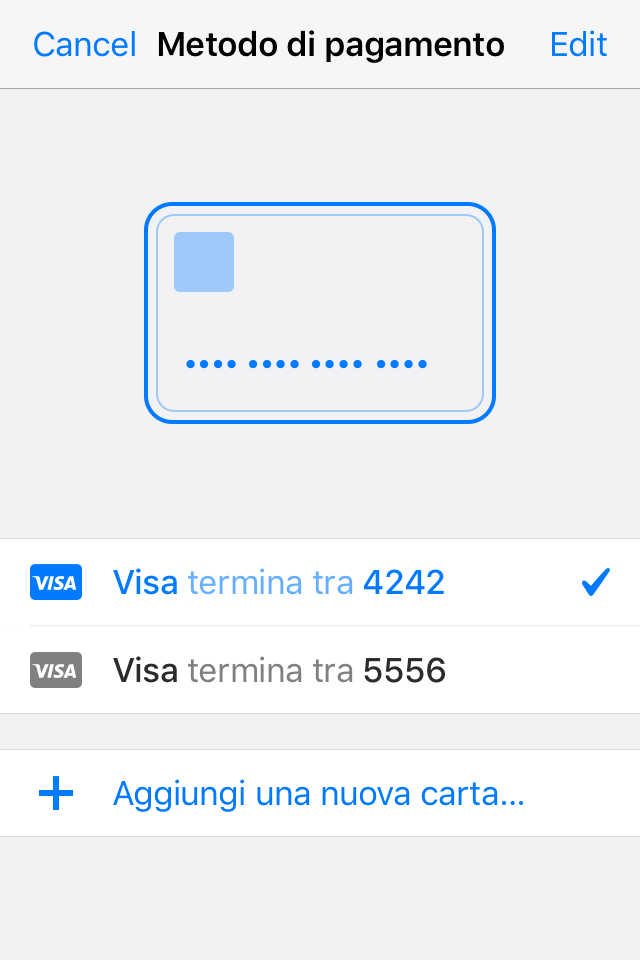 Cancel Metodo di pagamento Edit
VISA Visa termina tra 4242
VISA Visa termina tra 5556
Aggiungi una nuova carta...